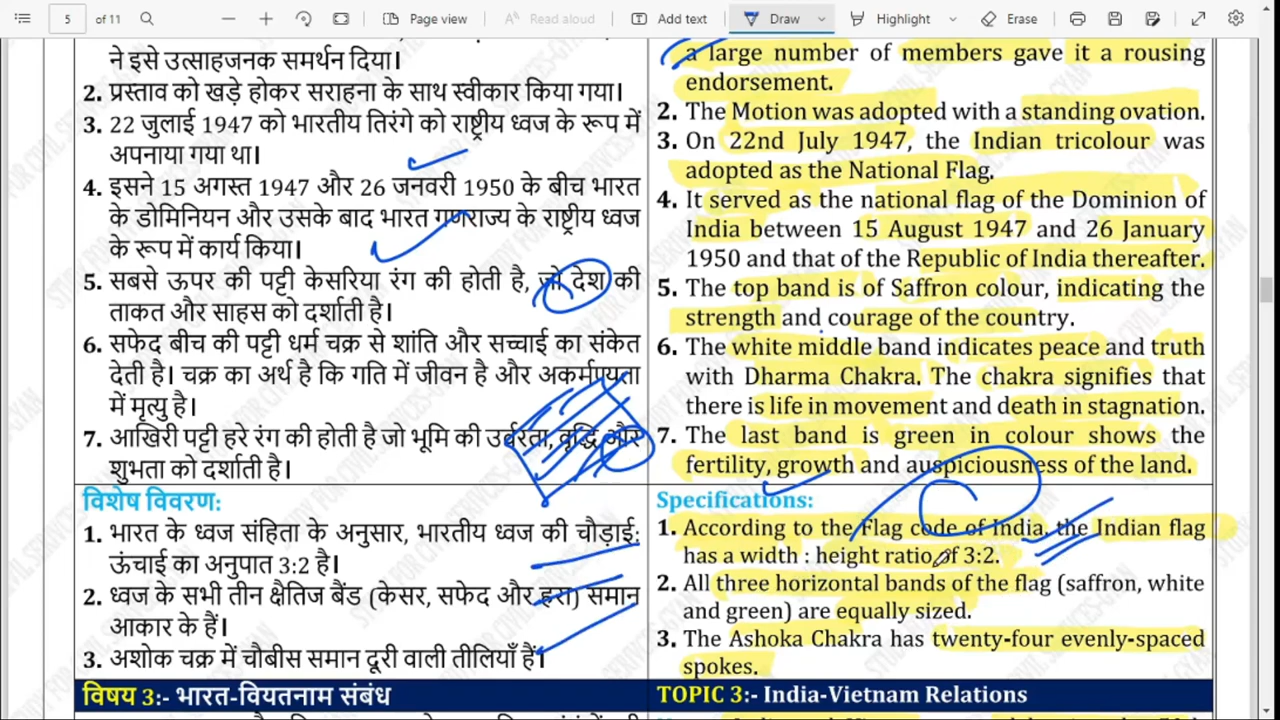 5 of 11
Page view
Read aloud
Add text
Draw
Highlight
Erase
ने इसे उत्साहजनक समर्थन दिया।
2. प्रस्ताव को खड़े होकर सराहना के साथ स्वीकार किया गया।
3. 22 जुलाई 1947 को भारतीय तिरंगे को राष्ट्रीय ध्वज के रूप में
अपनाया गया था।
4. इसने 15 अगस्त 1947 और 26 जनवरी 1950 के बीच भारत
के डोमिनियन और उसके बाद भारत गणराज्य के राष्ट्रीय ध्वज
के रूप में कार्य किया।
5. सबसे ऊपर की पट्टी केसरिया रंग की होती है, जो देश की
ताकत और साहस को दर्शाती है।
6. सफेद बीच की पट्टी धर्म चक्र से शांति और सच्चाई का संकेत
देती है। चक्र का अर्थ है कि गति में जीवन है और अकर्मण्यता
में मृत्यु है।
7. आखिरी पट्टी हरे रंग की होती है जो भूमि की उर्वरता, वृद्धि और
शुभता को दर्शाती है।
विशेष विवरण:
1. भारत के ध्वज संहिता के अनुसार, भारतीय ध्वज की चौड़ाई:
ऊंचाई का अनुपात 3:2 है।
2. ध्वज के सभी तीन क्षैतिज बैंड (केसर, सफेद और हरा) समान
आकार के हैं।
3. अशोक चक्र में चौबीस समान दूरी वाली तीलियाँ हैं।
विषय 3:- भारत-वियतनाम संबंध
a large number of members gave it a rousing
endorsement.
2. The Motion was adopted with a standing ovation.
3. On 22nd July 1947, the Indian tricolour was
adopted as the National Flag.
4. It served as the national flag of the Dominion of
India between 15 August 1947 and 26 January
1950 and that of the Republic of India thereafter.
5. The top band is of Saffron colour, indicating the
strength and courage of the country.
6. The white middle band indicates peace and truth
with Dharma Chakra. The chakra signifies that
there is life in movement and death in stagnation.
7. The last band is green in colour shows the
fertility, growth and auspiciousness of the land.
Specifications:
1. According to the Flag code of India, the Indian flag
has a width : height ratio of 3:2.
2. All three horizontal bands of the flag (saffron, white
and green) are equally sized.
3. The Ashoka Chakra has twenty-four evenly-spaced
spokes.
TOPIC 3:- India-Vietnam Relations